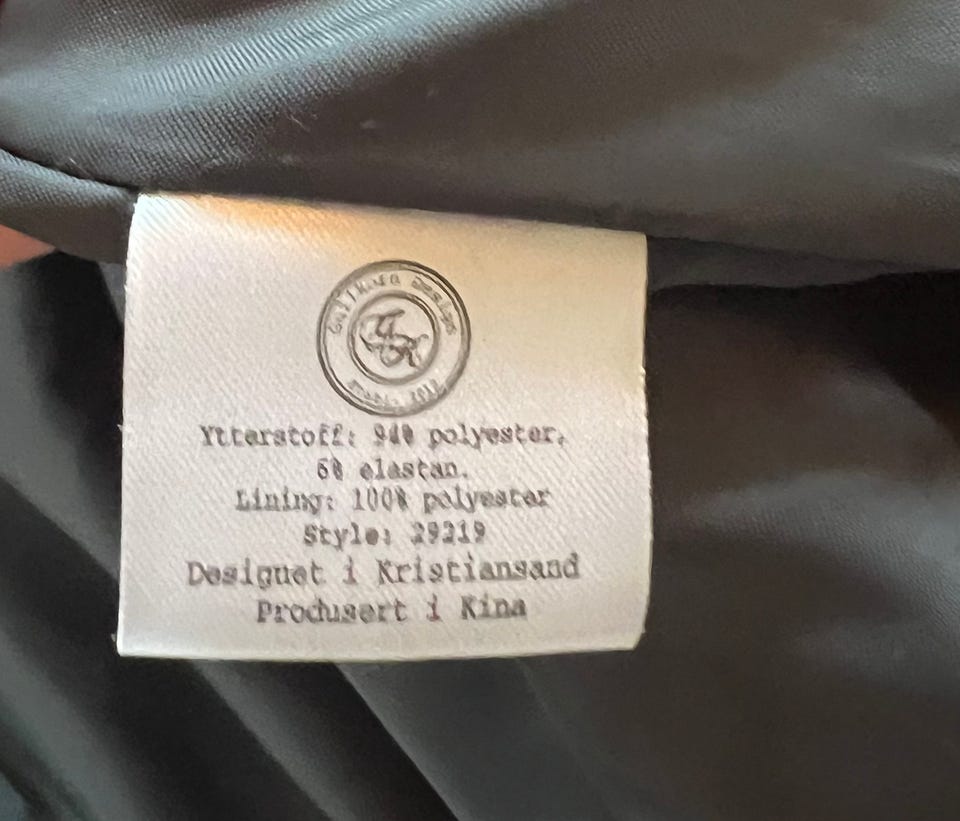 Ytterstoff: 94% polyester,
6% elastan.
Lining: 100% polyester
Style: 29219
Designet i Kristiansand
Produsert i Kina